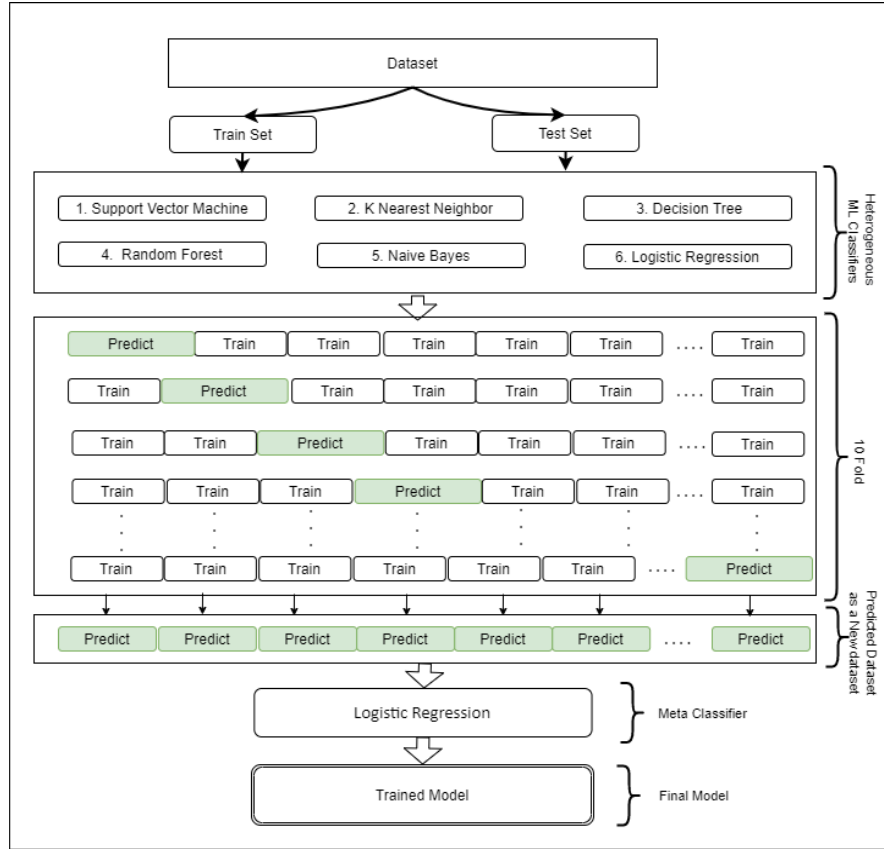 Dataset
Train Set
Test Set
1. Support Vector Machine
2. K Nearest Neighbor
3. Decision Tree
4. Random Forest
5. Naive Bayes
6. Logistic Regression
Heterogeneous
ML Classifiers
Predict Train Train Train Train Train .... Train
Train Predict Train Train Train Train .... Train
Train Train Predict Train Train Train .... Train
Train Train Train Predict Train Train .... Train
Train Train Train Train Train Train .... Predict
10 Fold
Predict Predict Predict Predict Predict Predict .... Predict
Predicted Dataset
as a New dataset
Logistic Regression
Meta Classifier
Trained Model
Final Model